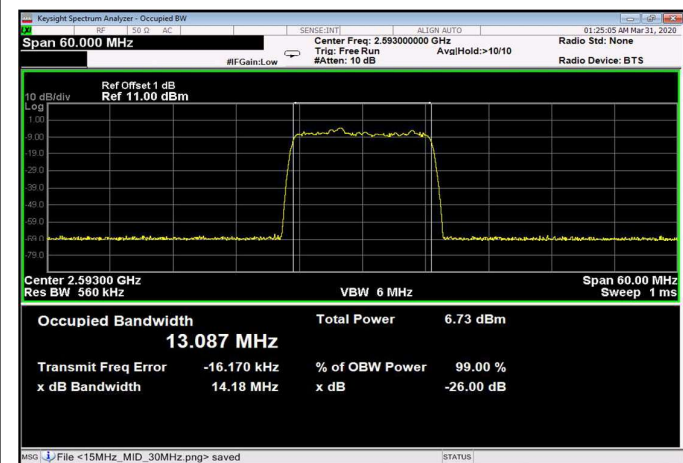 Keysight Spectrum Analyzer - Occupied BW
RF 50 Ω AC SENSE:INT ALIGN AUTO 01:25:05 AM Mar 31, 2020
Span 60.000 MHz Center Freq: 2.593000000 GHz Radio Std: None
Trig: Free Run Avg|Hold:>10/10
#IFGain:Low #Atten: 10 dB Radio Device: BTS
Ref Offset 1 dB
10 dB/div Ref 11.00 dBm
Log
1.00
-9.00
-19.0
-29.0
-39.0
-49.0
-59.0
-69.0
-79.0
Center 2.59300 GHz Span 60.00 MHz
Res BW 560 kHz VBW 6 MHz Sweep 1 ms
Occupied Bandwidth Total Power 6.73 dBm
13.087 MHz
Transmit Freq Error -16.170 kHz % of OBW Power 99.00 %
x dB Bandwidth 14.18 MHz x dB -26.00 dB
MSG File <15MHz_MID_30MHz.png> saved STATUS